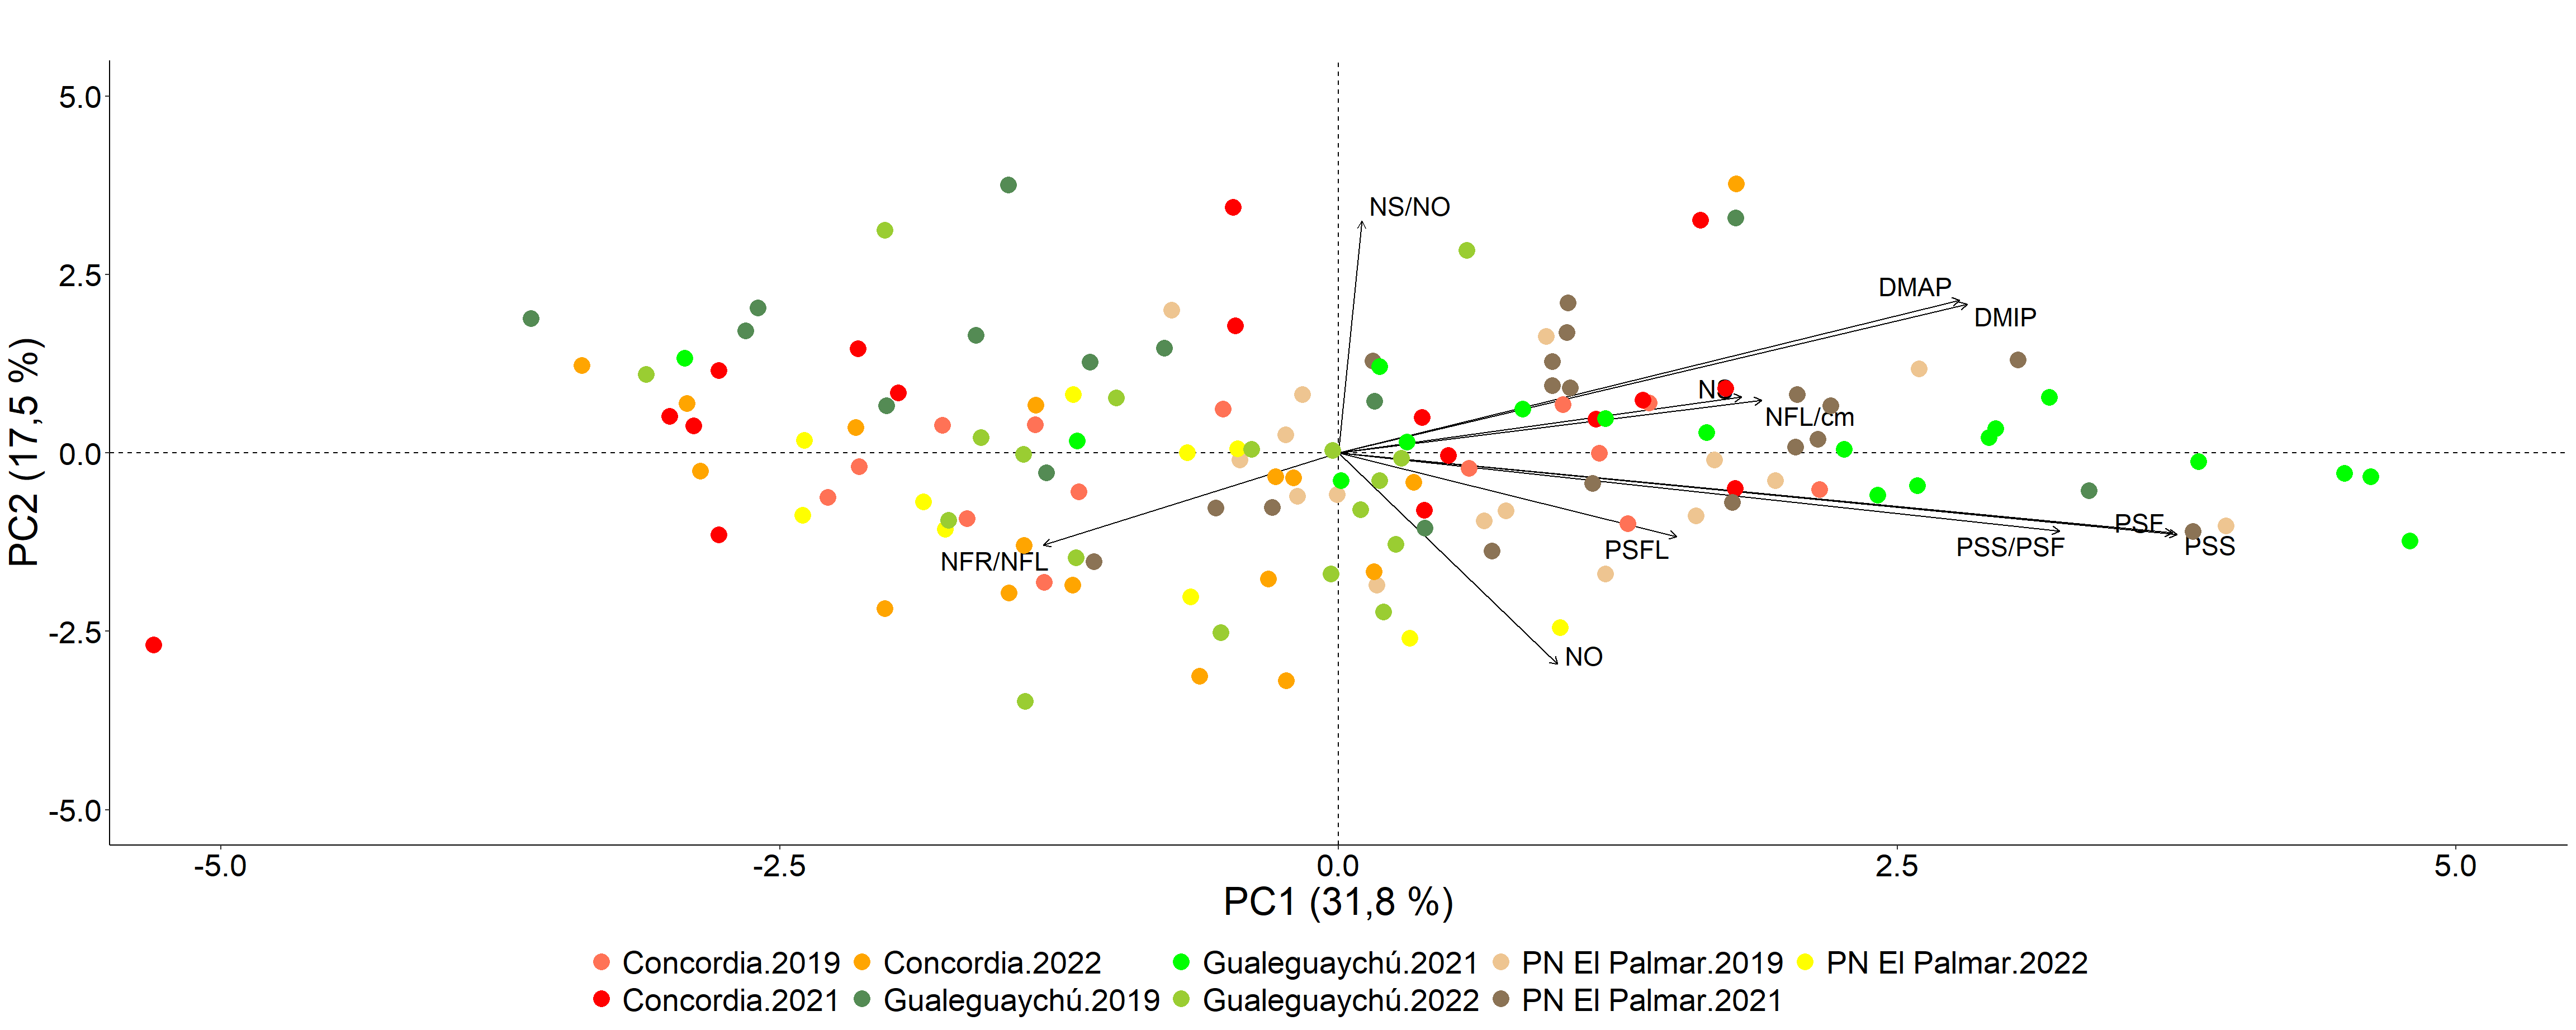 5.0
NS/NO
2.5
DMAP
DMIP
NS
NFL/cm
0.0
PSF
PSFL
PSS/PSF
PSS
NFR/NFL
-2.5
NO
-5.0
PC2 (17,5 %)
-5.0 -2.5 0.0 2.5 5.0
PC1 (31,8 %)
Concordia.2019 Concordia.2022 Gualeguaychú.2021 PN El Palmar.2019 PN El Palmar.2022
Concordia.2021 Gualeguaychú.2019 Gualeguaychú.2022 PN El Palmar.2021